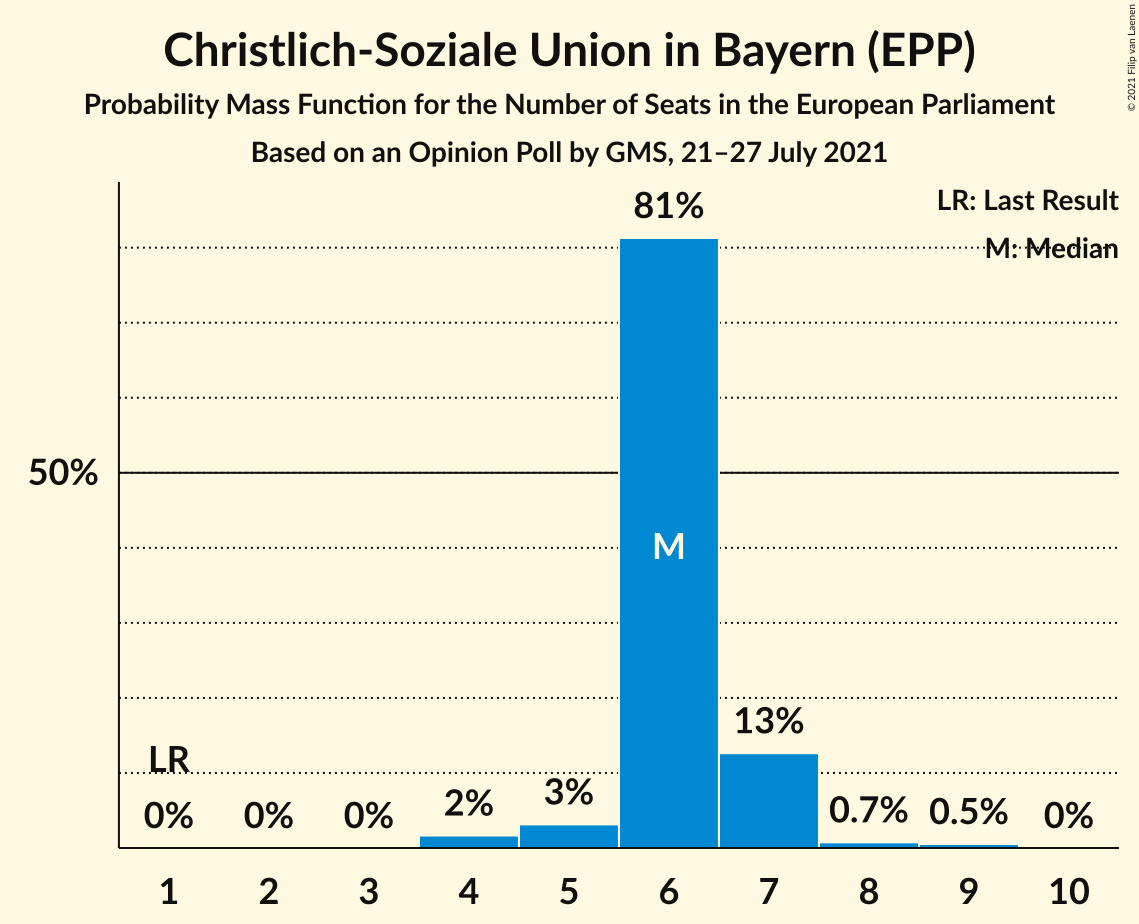 Christlich-Soziale Union in Bayern (EPP)
Probability Mass Function for the Number of Seats in the European Parliament
Based on an Opinion Poll by GMS, 21–27 July 2021
© 2021 Filip van Laenen
LR: Last Result
M: Median
81%
50%
M
13%
LR
0% 0% 0% 2% 3% 0.7% 0.5% 0%
1 2 3 4 5 6 7 8 9 10